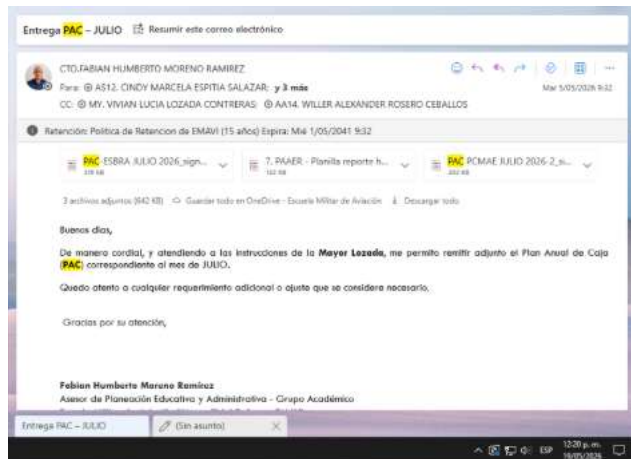 Entrega PAC – JULIO Resumir este correo electrónico
CTO.FABIAN HUMBERTO MORENO RAMIREZ
Para: AS12. CINDY MARCELA ESPITIA SALAZAR; y 3 más
Mar 5/05/2026 9:32
CC: MY. VIVIAN LUCIA LOZADA CONTRERAS; AA14. WILLER ALEXANDER ROSERO CEBALLOS
Retención: Politica de Retencion de EMAVI (15 años) Expira: Mié 1/05/2041 9:32
PAC-ESBRA JULIO 2026_sign...
7. PAAER - Planilla reporte h...
PAC PCMAE JULIO 2026-2_si...
3 archivos adjuntos (642 KB) Guardar todo en OneDrive - Escuela Militar de Aviación Descargar todo
Buenos días,
De manera cordial, y atendiendo a las instrucciones de la Mayor Lozada, me permito remitir adjunto el Plan Anual de Caja
(PAC) correspondiente al mes de JULIO.
Quedo atento a cualquier requerimiento adicional o ajuste que se considere necesario.
Gracias por su atención,
Fabian Humberto Moreno Ramirez
Asesor de Planeación Educativa y Administrativa - Grupo Académico
Entrega PAC – JULIO
(Sin asunto)
ESP
12:20 p. m.
16/05/2026